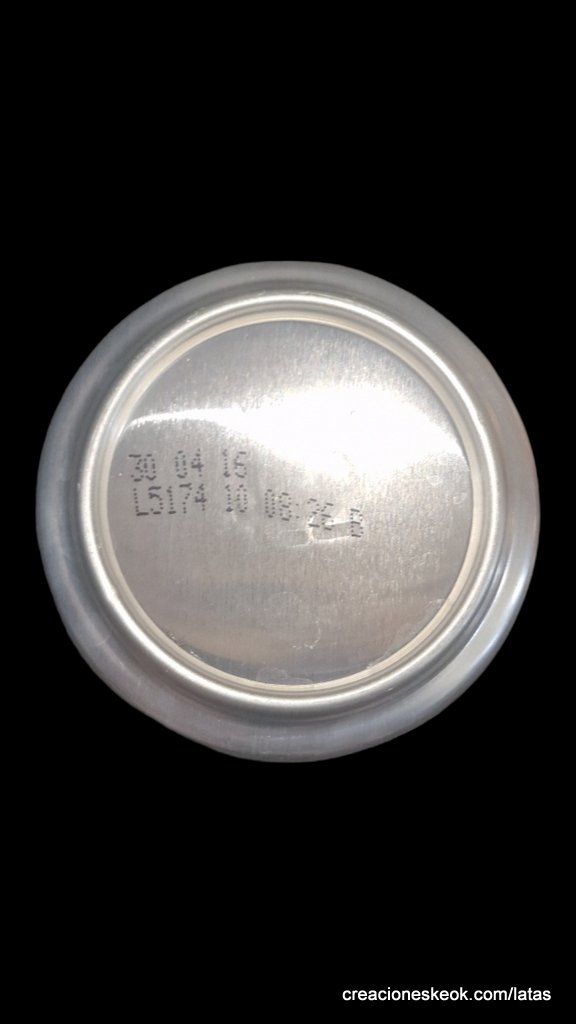 30 04 16
L5174 10 08:26 B
creacioneskeok.com/latas